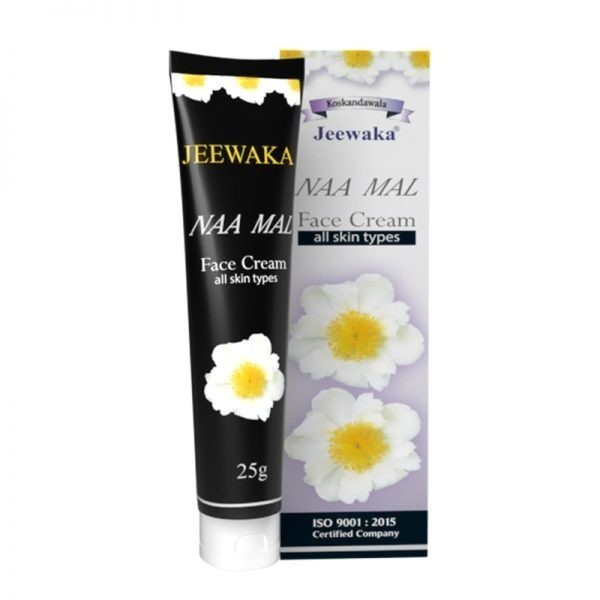 JEEWAKA
NAA MAL
Face Cream
all skin types
25g
Koskandawala
Jeewaka®
NAA MAL
Face Cream
all skin types
ISO 9001 : 2015
Certified Company